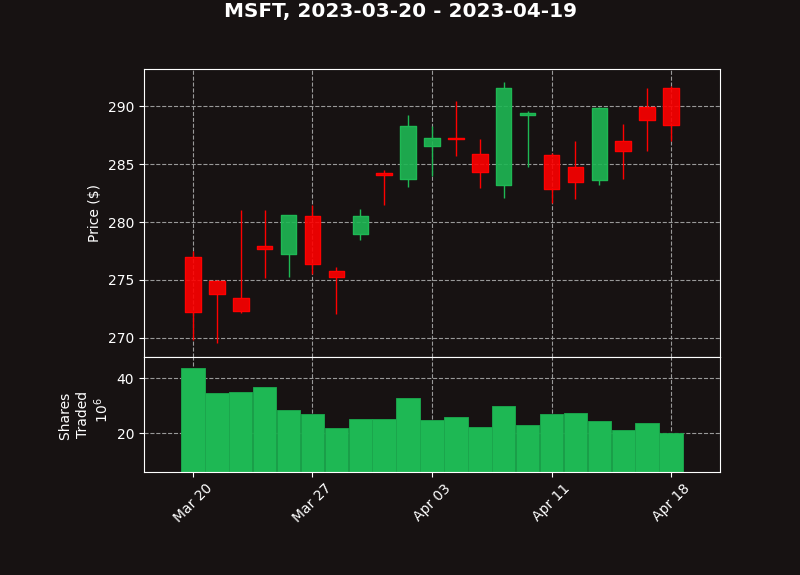 MSFT, 2023-03-20 - 2023-04-19
290
285
280
275
270
Price ($)
40
20
Shares
Traded
10⁶
Mar 20
Mar 27
Apr 03
Apr 11
Apr 18